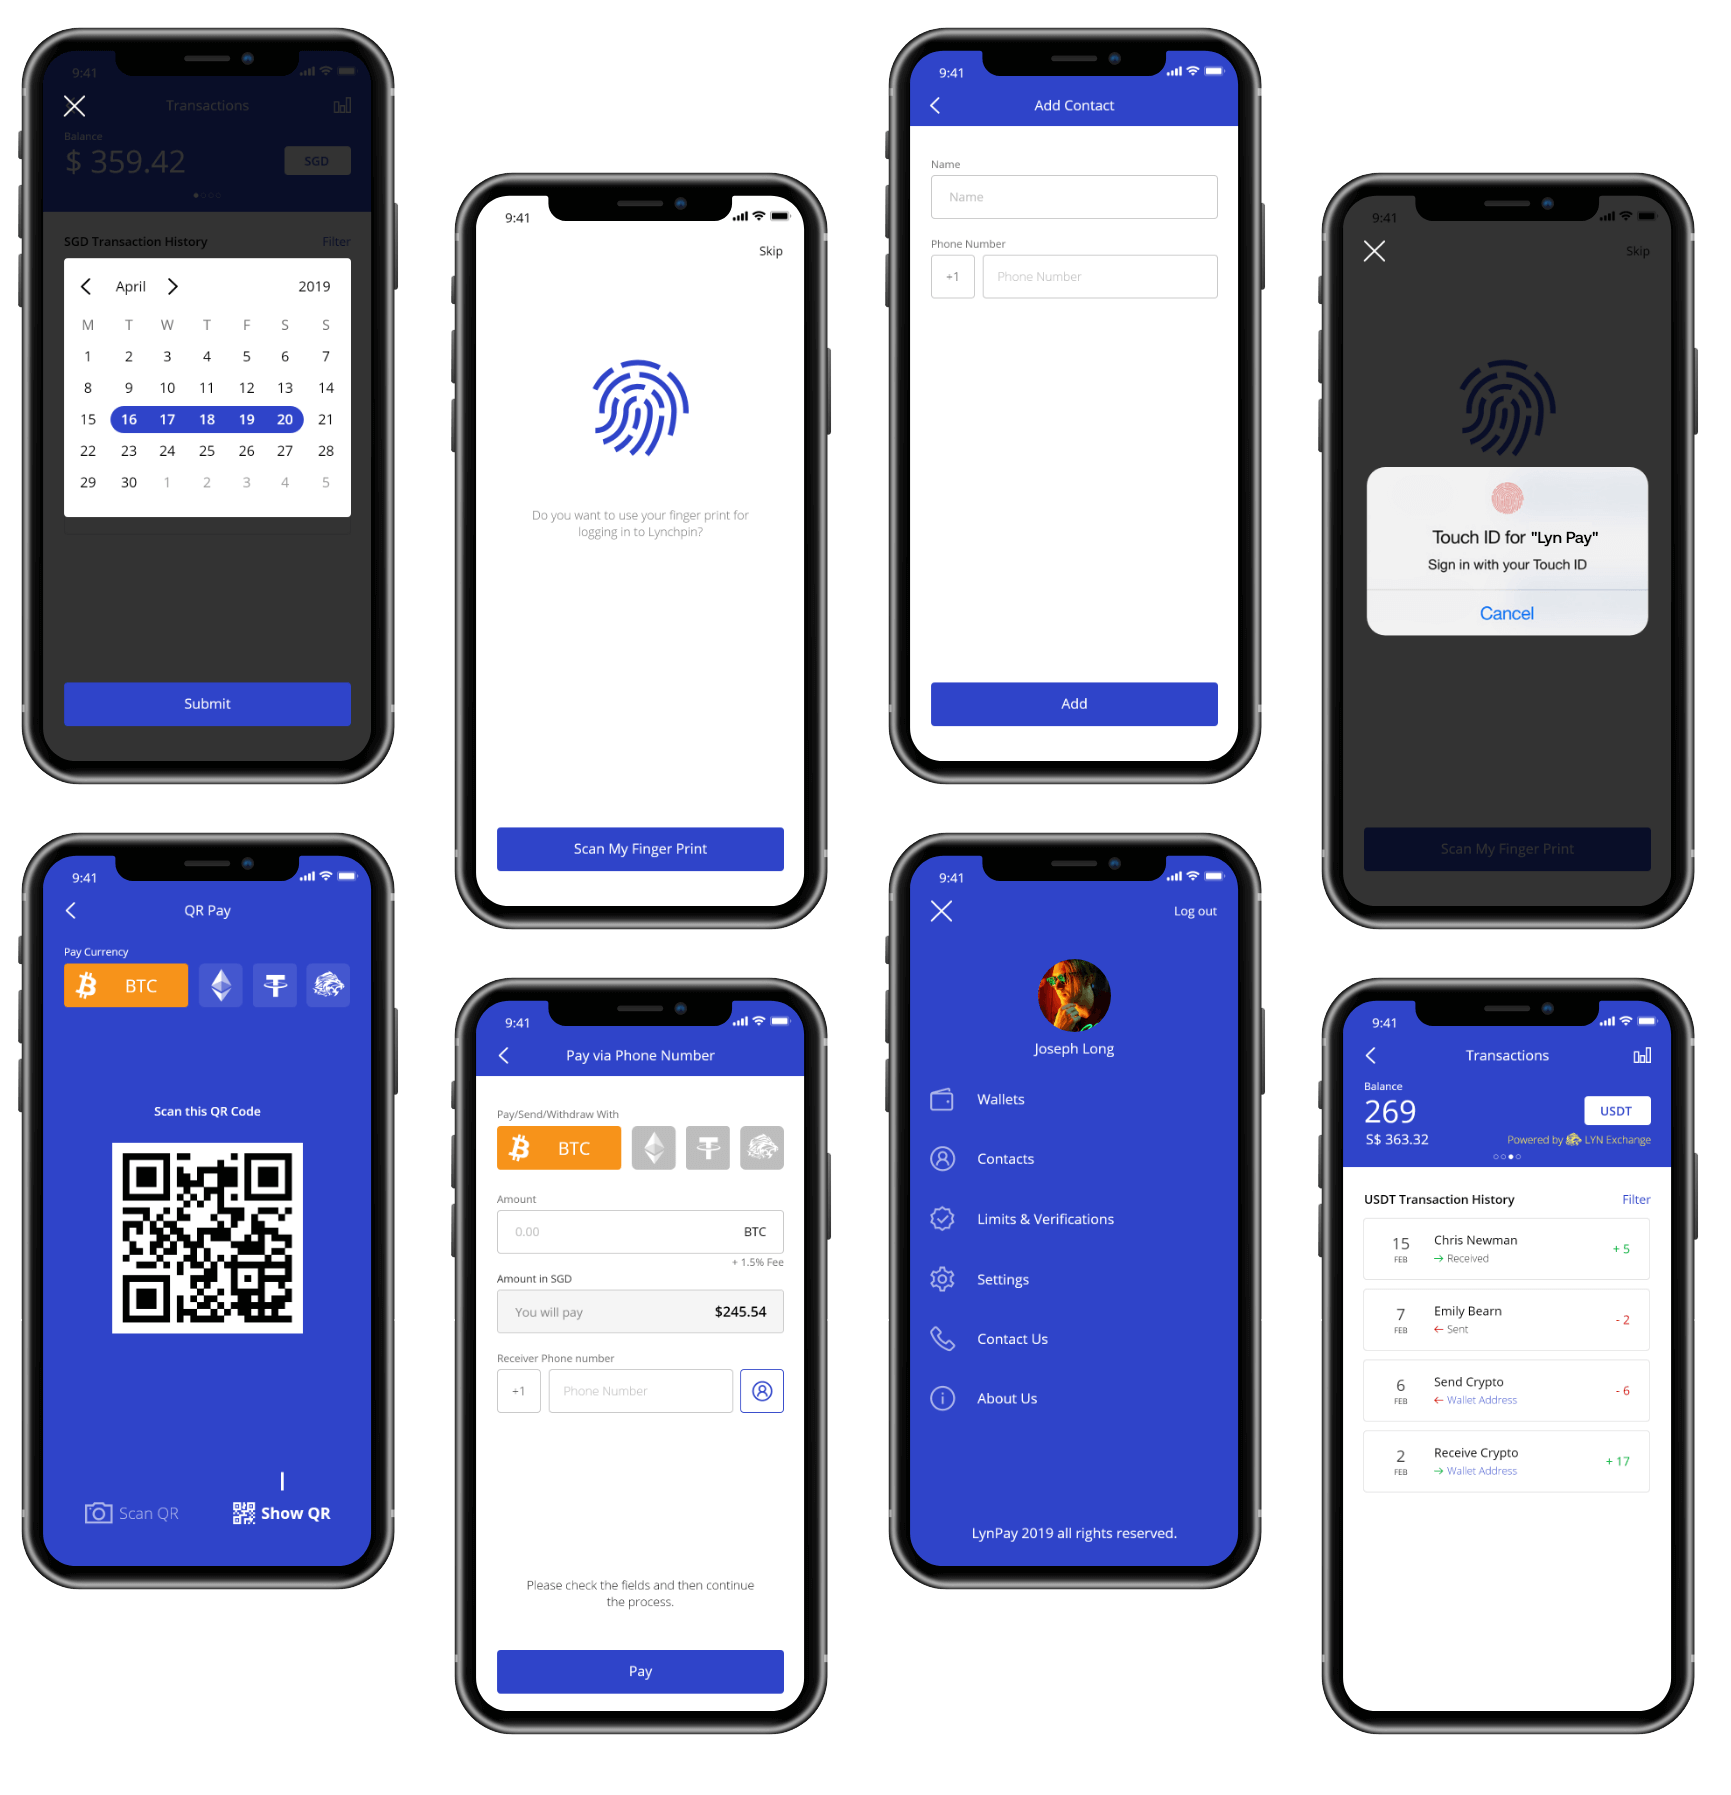 9:41
Transactions
Balance
$ 359.42
SGD
SGD Transaction History
Filter
April
2019
M T W T F S S
1 2 3 4 5 6 7
8 9 10 11 12 13 14
15 16 17 18 19 20 21
22 23 24 25 26 27 28
29 30 1 2 3 4 5
Submit
9:41
Skip
Do you want to use your finger print for
logging in to Lynchpin?
Scan My Finger Print
9:41
Add Contact
Name
Name
Phone Number
+1
Phone Number
Add
9:41
Skip
Touch ID for "Lyn Pay"
Sign in with your Touch ID
Cancel
Scan My Finger Print
9:41
QR Pay
Pay Currency
BTC
Scan this QR Code
Scan QR
Show QR
9:41
Pay via Phone Number
Pay/Send/Withdraw With
BTC
Amount
0.00
BTC
+ 1.5% Fee
Amount in SGD
You will pay
$245.54
Receiver Phone number
+1
Phone Number
Please check the fields and then continue
the process.
Pay
9:41
Log out
Joseph Long
Wallets
Contacts
Limits & Verifications
Settings
Contact Us
About Us
LynPay 2019 all rights reserved.
9:41
Transactions
Balance
269
USDT
S$ 363.32
Powered by LYN Exchange
USDT Transaction History
Filter
15
FEB
Chris Newman
Received
+ 5
7
FEB
Emily Bearn
Sent
- 2
6
FEB
Send Crypto
Wallet Address
- 6
2
FEB
Receive Crypto
Wallet Address
+ 17